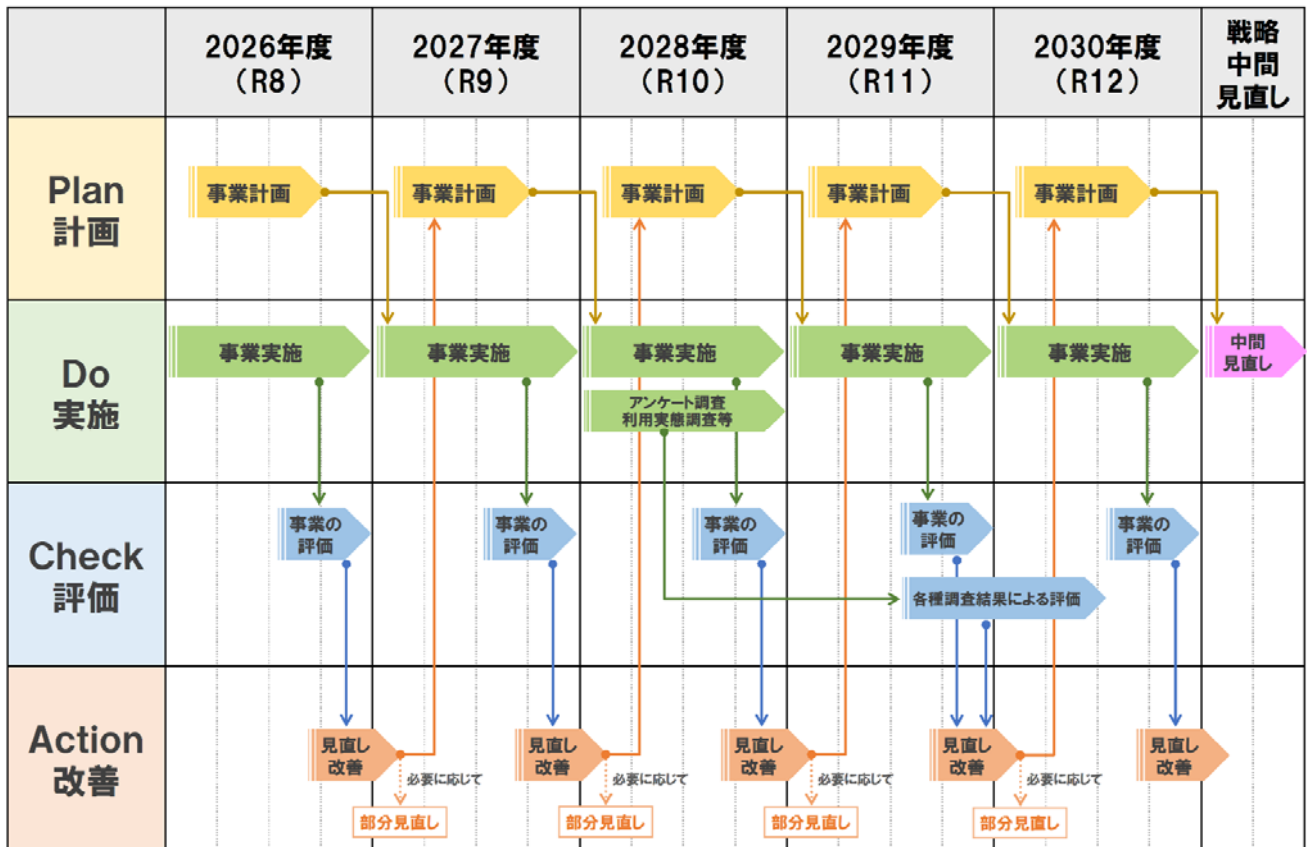 2026年度
(R8)
2027年度
(R9)
2028年度
(R10)
2029年度
(R11)
2030年度
(R12)
戦略
中間
見直し
Plan
計画
事業計画
事業計画
事業計画
事業計画
事業計画
Do
実施
事業実施
事業実施
事業実施
事業実施
事業実施
中間
見直し
アンケート調査
利用実態調査等
Check
評価
事業の
評価
事業の
評価
事業の
評価
事業の
評価
事業の
評価
各種調査結果による評価
Action
改善
見直し
改善
見直し
改善
見直し
改善
見直し
改善
見直し
改善
必要に応じて
必要に応じて
必要に応じて
必要に応じて
部分見直し
部分見直し
部分見直し
部分見直し